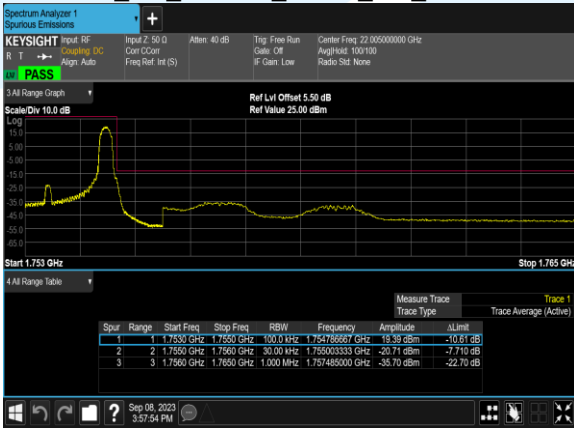 Spectrum Analyzer 1
Spurious Emissions
+
KEYSIGHT Input: RF Input Z: 50 Ω Atten: 40 dB Trig: Free Run Center Freq: 22.005000000 GHz
R T Coupling: DC Corr CCorr Gate: Off Avg|Hold: 100/100
Align: Auto Freq Ref: Int (S) IF Gain: Low Radio Std: None
PASS
3 All Range Graph
Ref Lvl Offset 5.50 dB
Scale/Div 10.0 dB Ref Value 25.00 dBm
Log
15.0
5.00
-5.00
-15.0
-25.0
-35.0
-45.0
-55.0
-65.0
Start 1.753 GHz Stop 1.765 GHz
4 All Range Table
Measure Trace Trace 1
Trace Type Trace Average (Active)
Spur Range Start Freq Stop Freq RBW Frequency Amplitude ΔLimit
1 1 1.7530 GHz 1.7550 GHz 100.0 kHz 1.754786667 GHz 19.39 dBm -10.61 dB
2 2 1.7550 GHz 1.7560 GHz 30.00 kHz 1.755003333 GHz -20.71 dBm -7.710 dB
3 3 1.7560 GHz 1.7650 GHz 1.000 MHz 1.757485000 GHz -35.70 dBm -22.70 dB
? Sep 08, 2023
3:57:54 PM